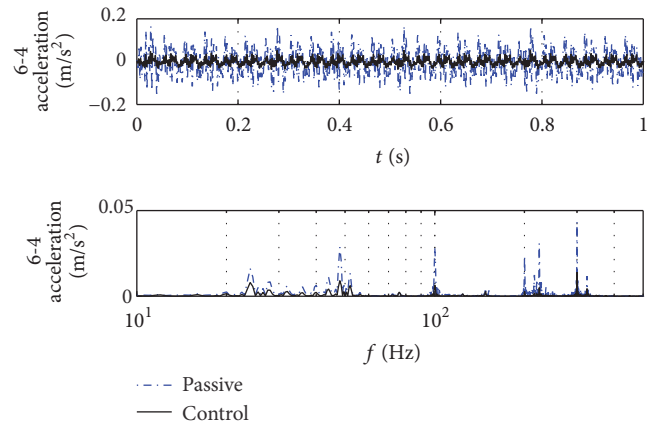 6-4
acceleration
(m/s²)
0.2
0
−0.2
0 0.2 0.4 0.6 0.8 1
t (s)
6-4
acceleration
(m/s²)
0.05
0
10¹ 10²
f (Hz)
Passive
Control